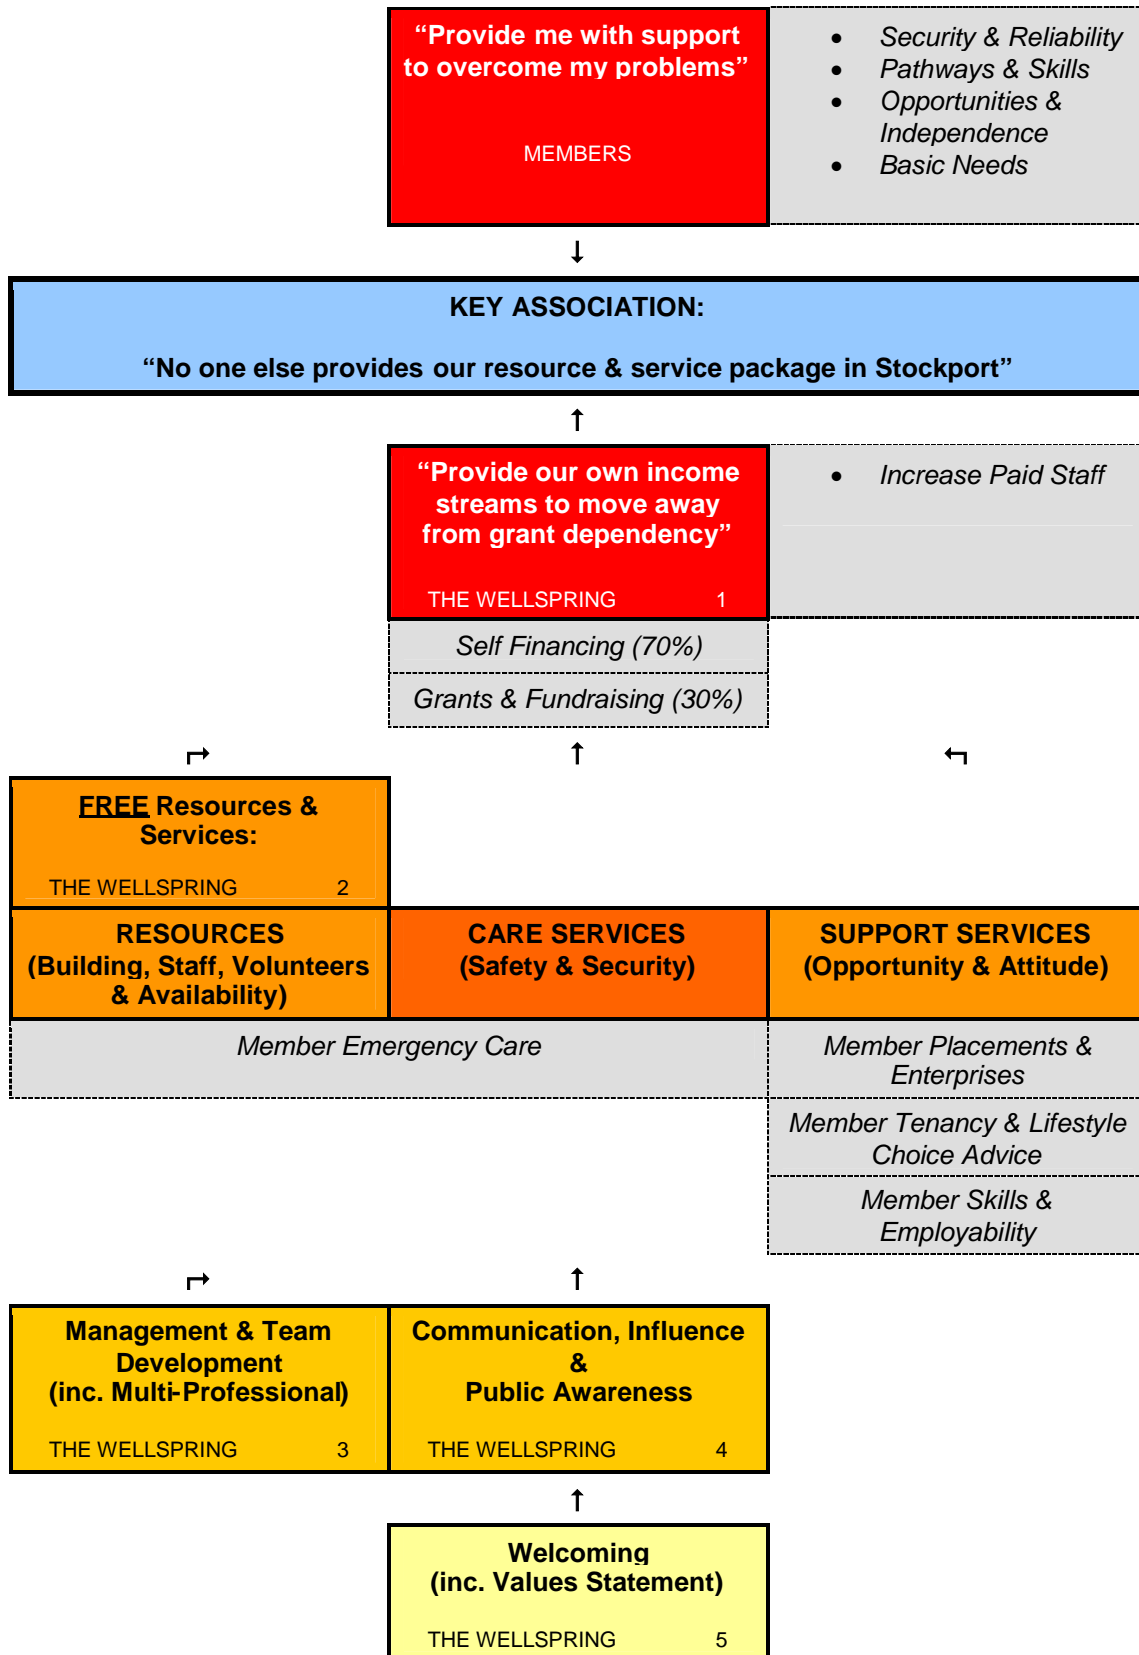 “Provide me with support
to overcome my problems”
MEMBERS
• Security & Reliability
• Pathways & Skills
• Opportunities &
Independence
• Basic Needs
↓
KEY ASSOCIATION:
“No one else provides our resource & service package in Stockport”
↑
“Provide our own income
streams to move away
from grant dependency”
THE WELLSPRING 1
• Increase Paid Staff
Self Financing (70%)
Grants & Fundraising (30%)
↱ ↑ ↰
FREE Resources &
Services:
THE WELLSPRING 2
RESOURCES
(Building, Staff, Volunteers
& Availability)
CARE SERVICES
(Safety & Security)
SUPPORT SERVICES
(Opportunity & Attitude)
Member Emergency Care
Member Placements &
Enterprises
Member Tenancy & Lifestyle
Choice Advice
Member Skills &
Employability
↱ ↑
Management & Team
Development
(inc. Multi-Professional)
THE WELLSPRING 3
Communication, Influence
&
Public Awareness
THE WELLSPRING 4
↑
Welcoming
(inc. Values Statement)
THE WELLSPRING 5